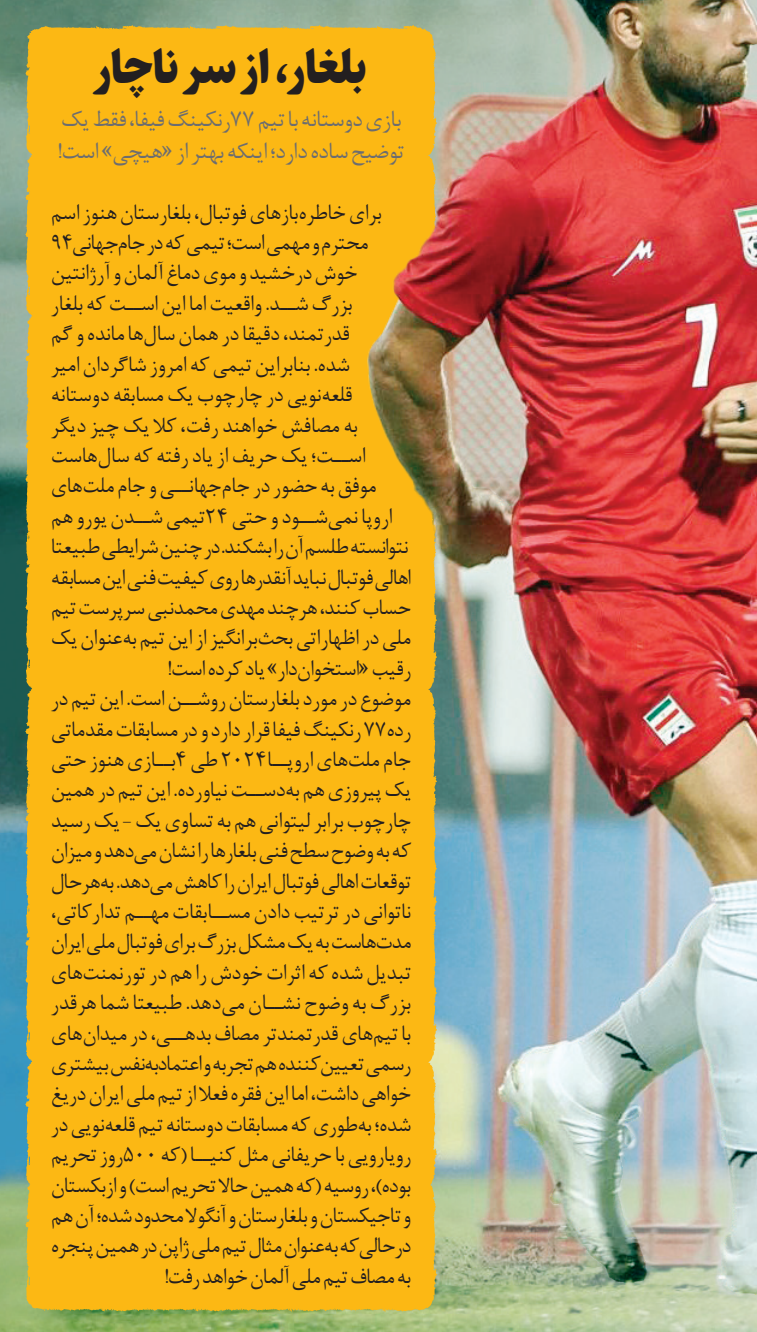 بلغار، از سر ناچار
بازی دوستانه با تیم ۷۷ رنکینگ فیفا، فقط یک
توضیح ساده دارد؛ اینکه بهتر از «هیچی» است!
برای خاطره‌بازهای فوتبال، بلغارستان هنوز اسم
محترم و مهمی است؛ تیمی که در جام‌جهانی ۹۴
خوش درخشید و موی دماغ آلمان و آرژانتین
بزرگ شد. واقعیت اما این است که بلغار
قدرتمند، دقیقا در همان سال‌ها مانده و گم
شده. بنابراین تیمی که امروز شاگردان امیر
قلعه‌نویی در چارچوب یک مسابقه دوستانه
به مصافش خواهند رفت، کلا یک چیز دیگر
است؛ یک حریف از یاد رفته که سال‌هاست
موفق به حضور در جام‌جهانی و جام ملت‌های
اروپا نمی‌شود و حتی ۲۴تیمی شدن یورو هم
نتوانسته طلسم آن را بشکند. در چنین شرایطی طبیعتا
اهالی فوتبال نباید آنقدرها روی کیفیت فنی این مسابقه
حساب کنند، هرچند مهدی محمدنبی سرپرست تیم
ملی در اظهاراتی بحث‌برانگیز از این تیم به‌عنوان یک
رقیب «استخوان‌دار» یاد کرده است!
موضوع در مورد بلغارستان روشن است. این تیم در
رده۷۷ رنکینگ فیفا قرار دارد و در مسابقات مقدماتی
جام ملت‌های اروپا۲۰۲۴ طی ۴بازی هنوز حتی
یک پیروزی هم به‌دست نیاورده. این تیم در همین
چارچوب برابر لیتوانی هم به تساوی یک - یک رسید
که به وضوح سطح فنی بلغارها را نشان می‌دهد و میزان
توقعات اهالی فوتبال ایران را کاهش می‌دهد. به‌هرحال
ناتوانی در ترتیب دادن مسابقات مهم تدارکاتی،
مدت‌هاست به یک مشکل بزرگ برای فوتبال ملی ایران
تبدیل شده که اثرات خودش را هم در تورنمنت‌های
بزرگ به وضوح نشان می‌دهد. طبیعتا شما هرقدر
با تیم‌های قدرتمندتر مصاف بدهی، در میدان‌های
رسمی تعیین‌کننده هم تجربه و اعتمادبه‌نفس بیشتری
خواهی داشت، اما این فقره فعلا از تیم ملی ایران دریغ
شده؛ به‌طوری که مسابقات دوستانه تیم قلعه‌نویی در
رویارویی با حریفانی مثل کنیا (که ۵۰۰روز تحریم
بوده)، روسیه (که همین حالا تحریم است) و ازبکستان
و تاجیکستان و بلغارستان و آنگولا محدود شده؛ آن هم
درحالی که به‌عنوان مثال تیم ملی ژاپن در همین پنجره
به مصاف تیم ملی آلمان خواهد رفت!
7